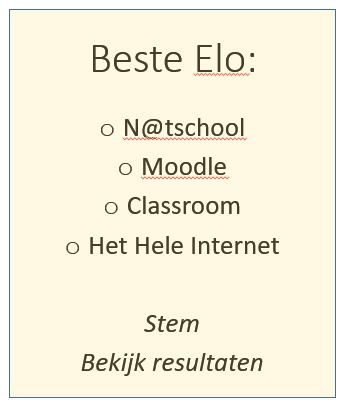 Beste Elo:
○ N@tschool
○ Moodle
○ Classroom
○ Het Hele Internet
Stem
Bekijk resultaten